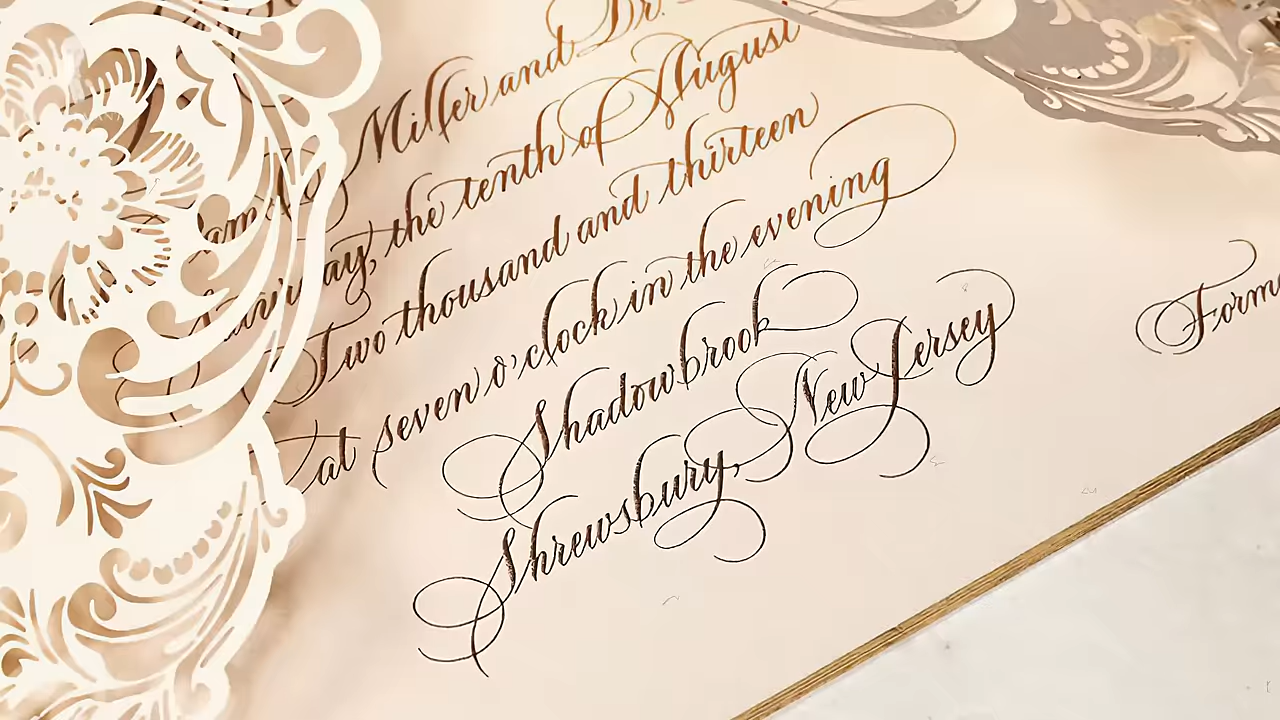 Miller and Dr.
the tenth of August
Two thousand and thirteen
at seven o'clock in the evening
Shadowbrook
Shrewsbury, New Jersey
Form